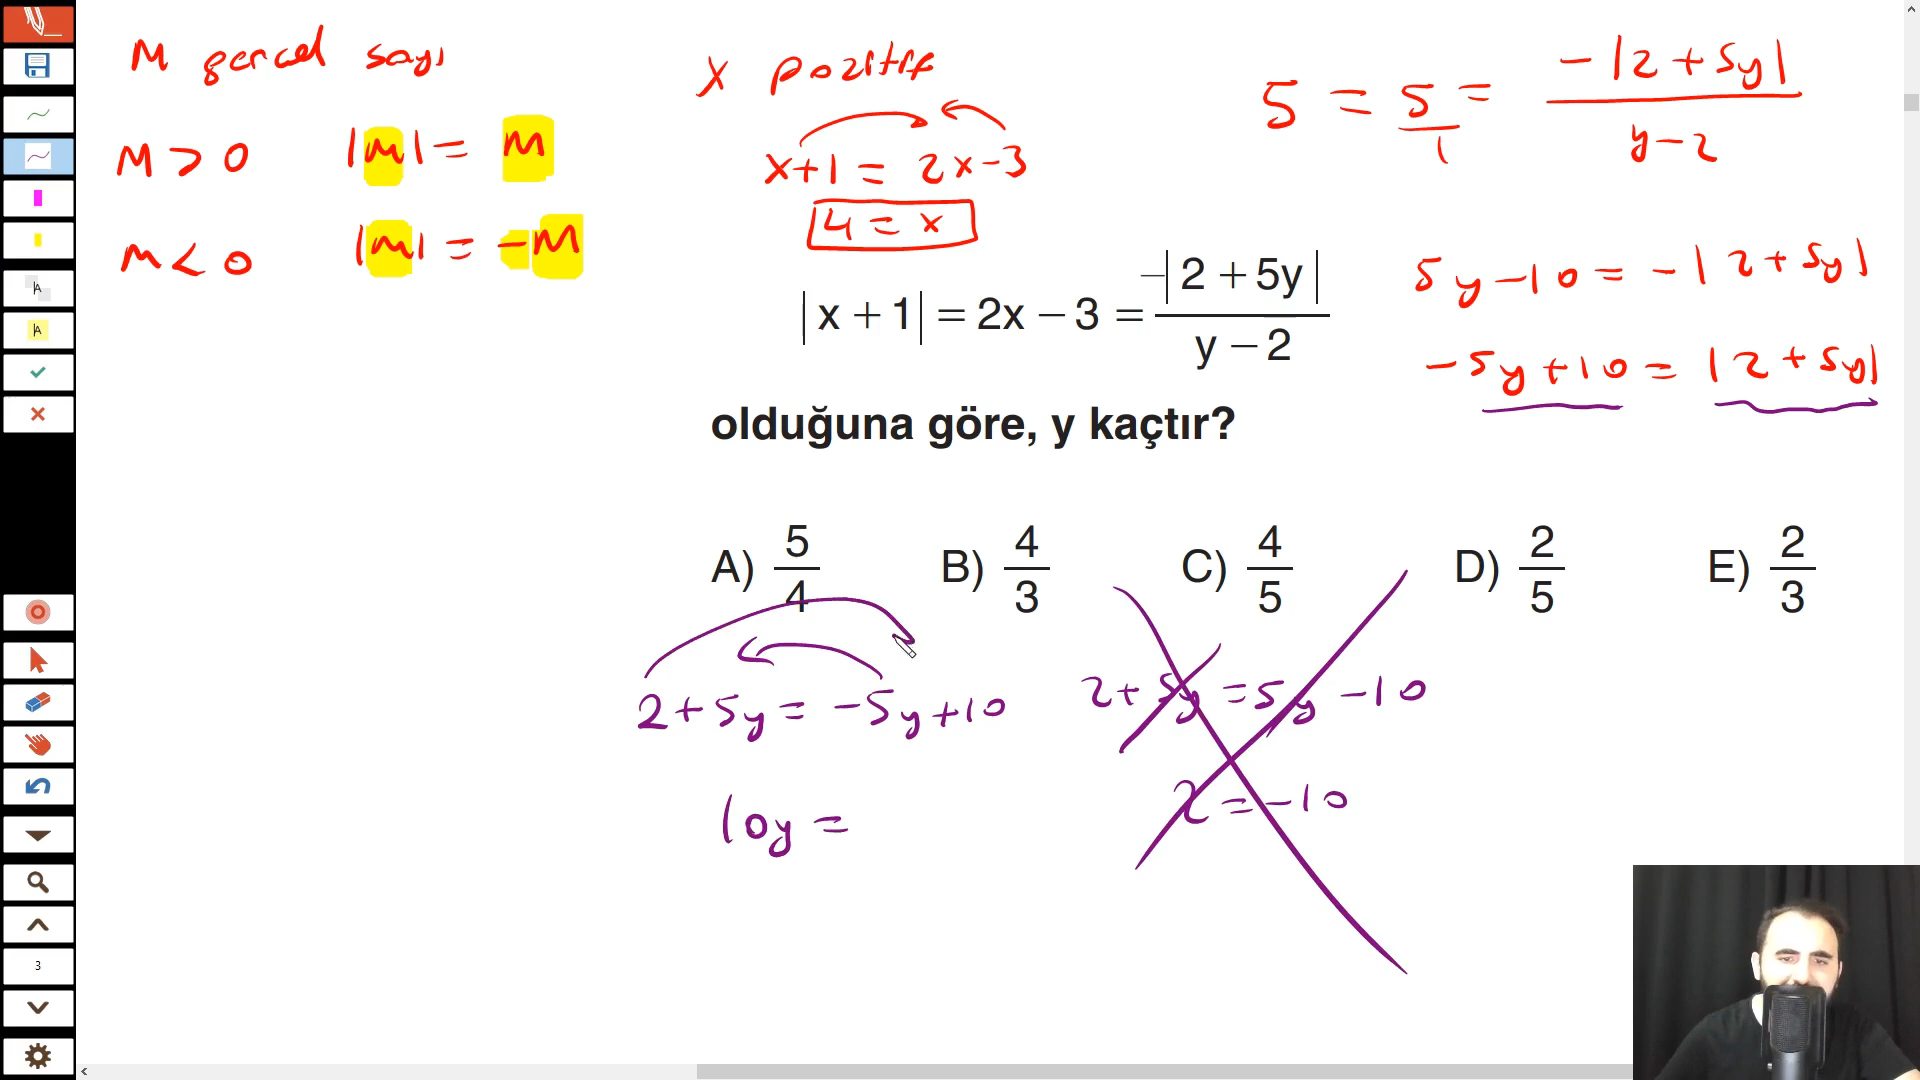 M gercel sayı
M > 0 |m| = m
M < 0 |m| = -m
x pozitif
x+1 = 2x-3
4 = x
5 = 5/1 = -|2+5y| / y-2
5y-10 = -|2+5y|
-5y+10 = |2+5y|
|x + 1| = 2x - 3 = -|2 + 5y| / y - 2
olduğuna göre, y kaçtır?
A) 5/4 B) 4/3 C) 4/5 D) 2/5 E) 2/3
2+5y = -5y+10
10y =
2+5y = 5y-10
2 = -10
A
A
3